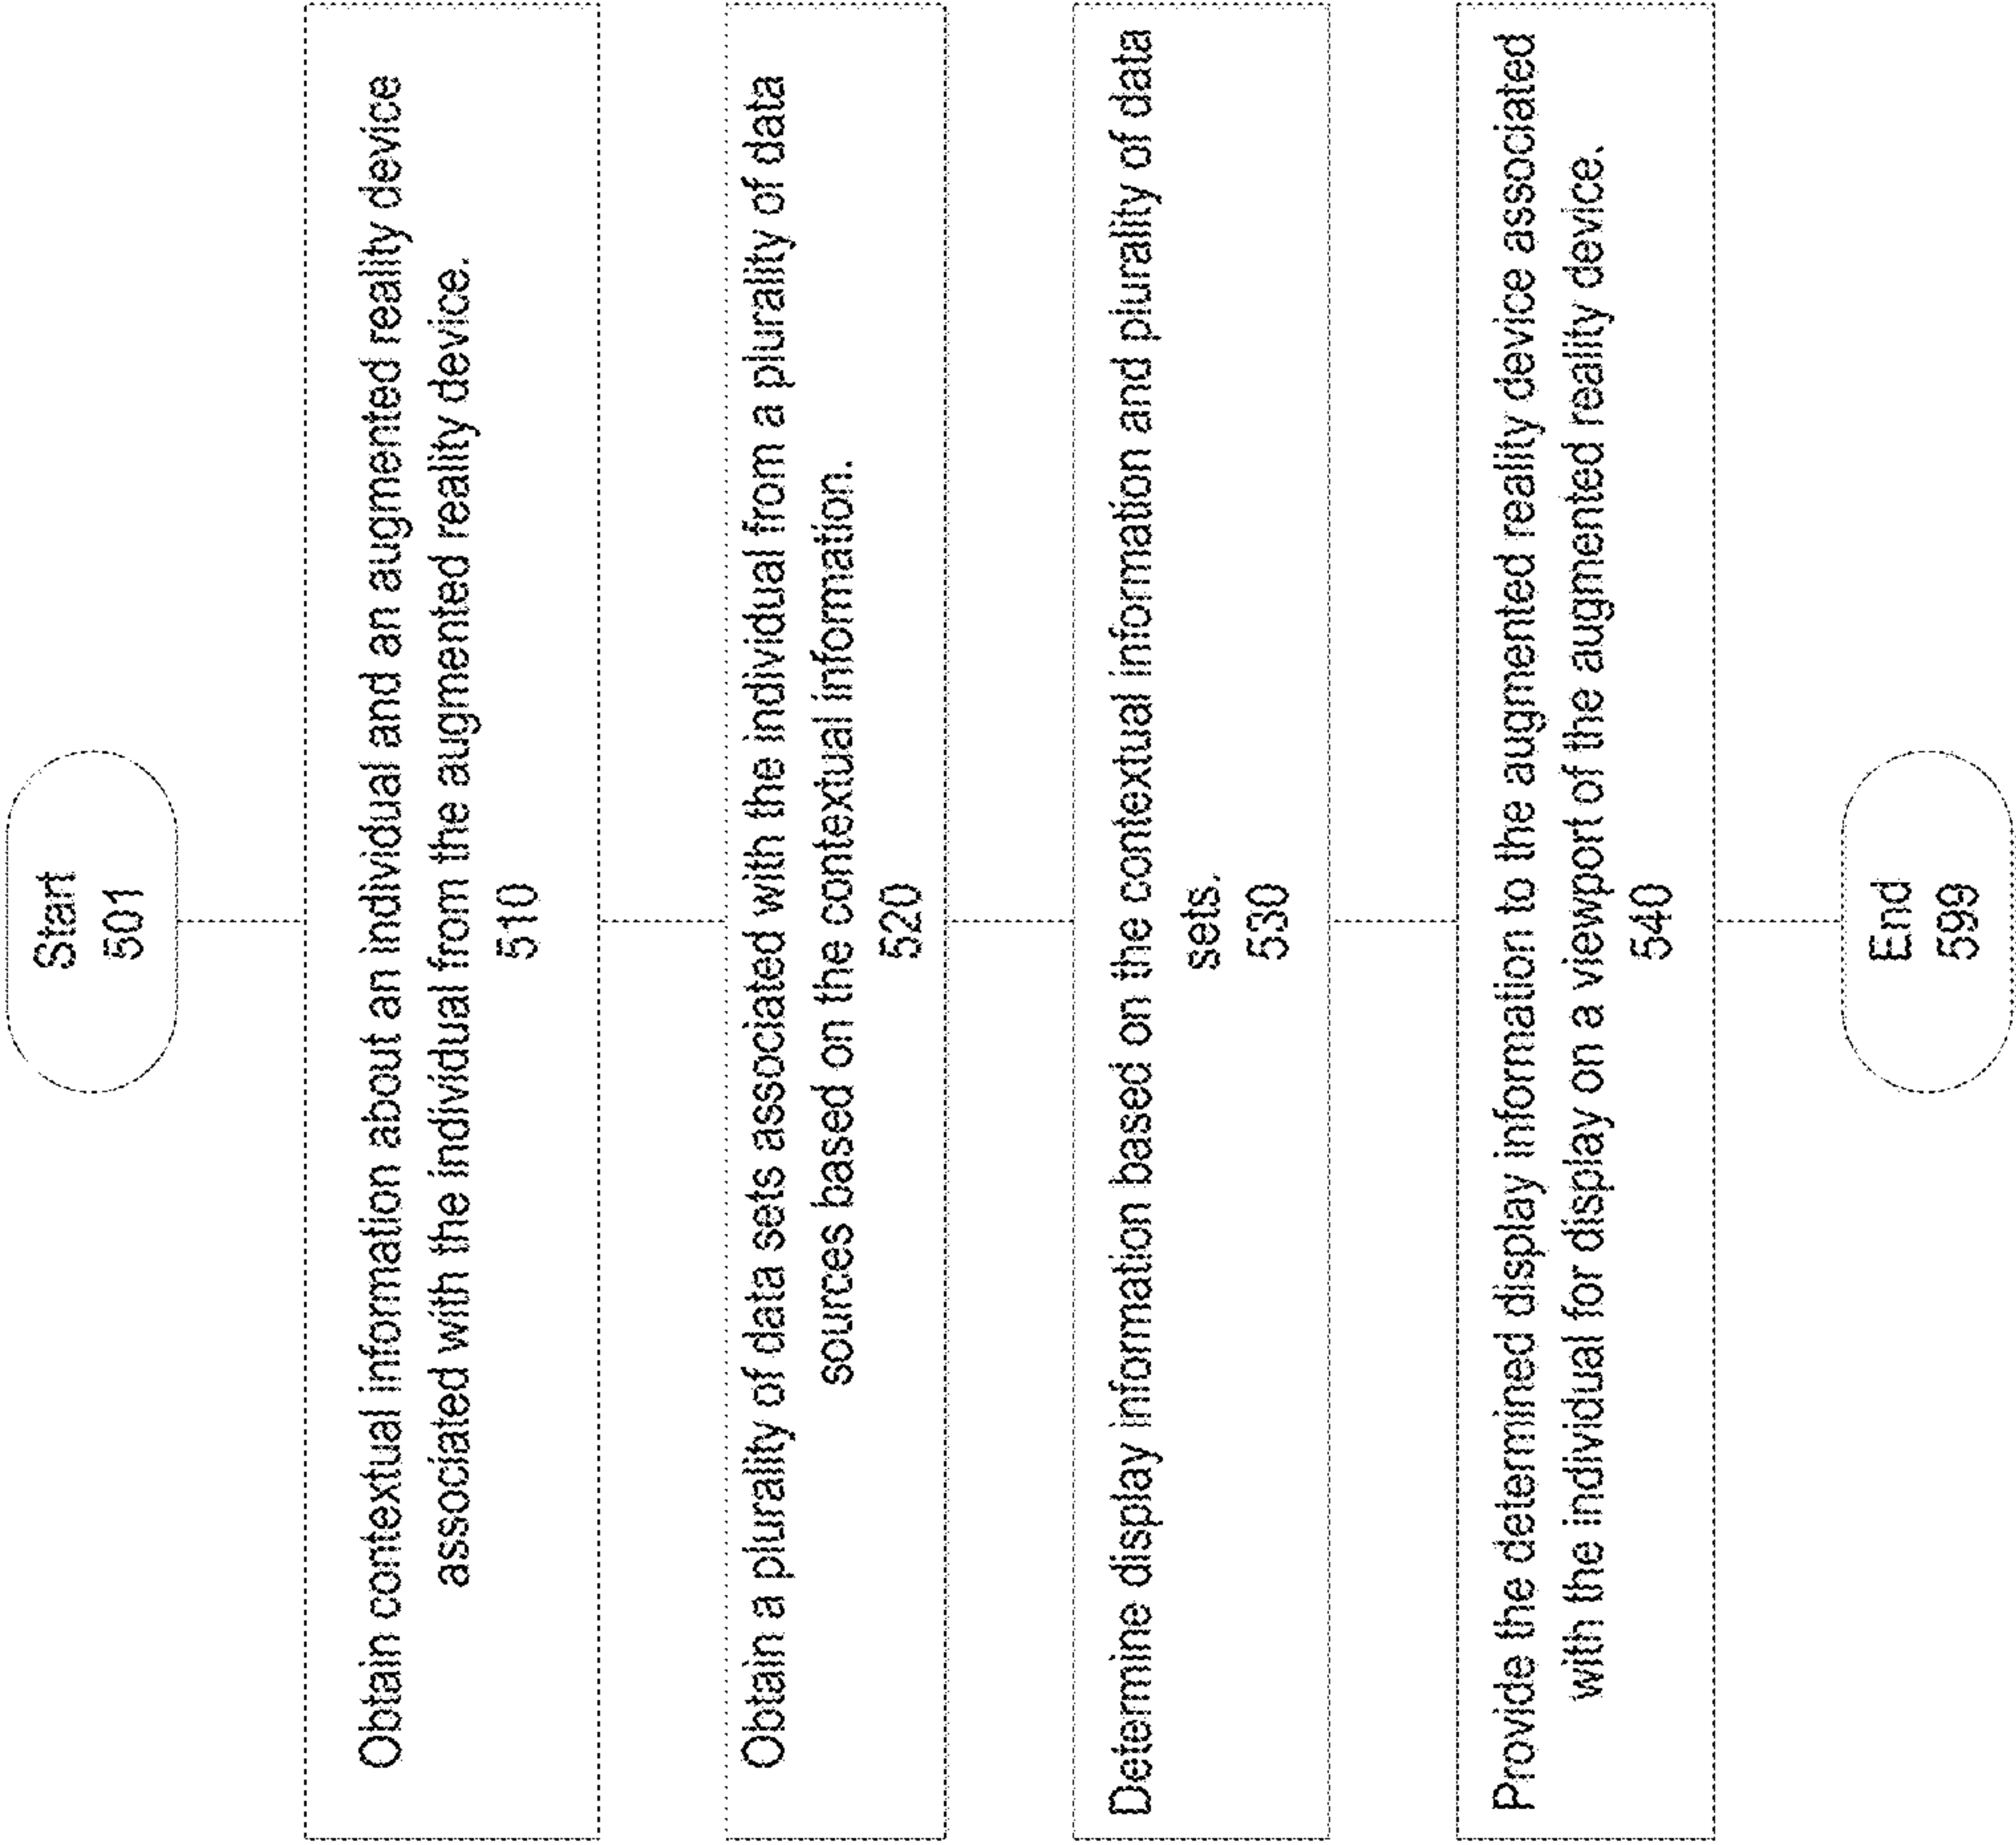 Start
501
Obtain contextual information about an individual and an augmented reality device
associated with the individual from the augmented reality device.
510
Obtain a plurality of data sets associated with the individual from a plurality of data
sources based on the contextual information.
520
Determine display information based on the contextual information and plurality of data
sets.
530
Provide the determined display information to the augmented reality device associated
with the individual for display on a viewport of the augmented reality device.
540
End
599